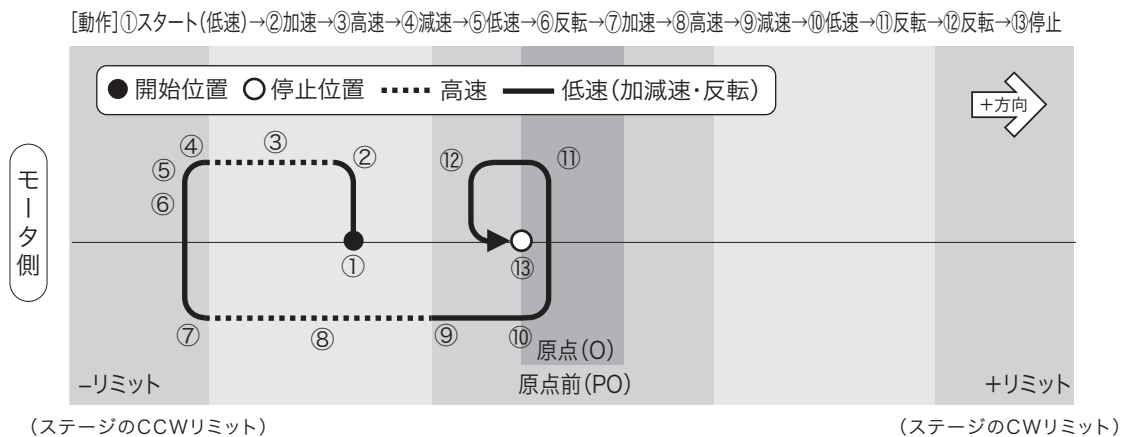 [動作]①スタート(低速)→②加速→③高速→④減速→⑤低速→⑥反転→⑦加速→⑧高速→⑨減速→⑩低速→⑪反転→⑫反転→⑬停止
開始位置 停止位置 高速 低速(加減速・反転)
+方向
モータ側
④ ③ ② ⑫ ⑪
⑤
⑥
① ⑬
⑦ ⑧ ⑨ ⑩
原点(O)
−リミット 原点前(PO) +リミット
(ステージのCCWリミット) (ステージのCWリミット)